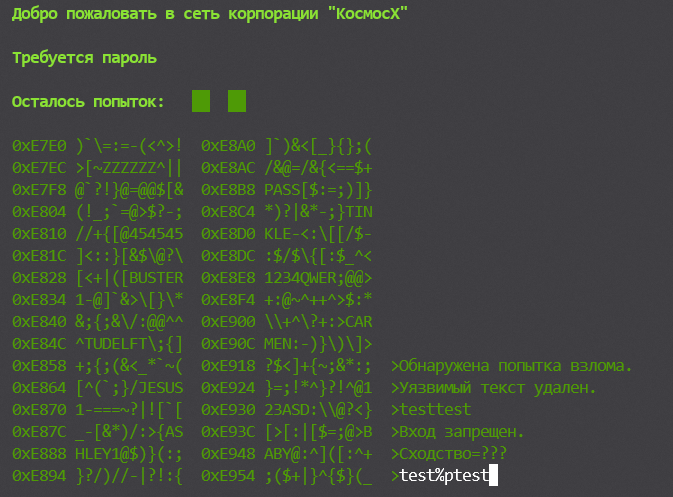 Добро пожаловать в сеть корпорации "КосмосХ"
Требуется пароль
Осталось попыток:
0xE7E0 )`\=:=-(<^>! 0xE8A0 ]`)&<[_}{};(
0xE7EC >[~ZZZZZZ^|| 0xE8AC /&@=/&{<==$+
0xE7F8 @`?!}@=@@$[& 0xE8B8 PASS[$:=;)]}
0xE804 (!_;`=@>$?-; 0xE8C4 *)?|&*-;}TIN
0xE810 //+{[@454545 0xE8D0 KLE-<:\[[/$-
0xE81C ]<::}[&$\@?\ 0xE8DC :$/$\{[:$_^<
0xE828 [<+|([BUSTER 0xE8E8 1234QWER;@@>
0xE834 1-@]`&>\[}\* 0xE8F4 +:@~^++^>$:*
0xE840 &;{;&\/:@@^^ 0xE900 \\+^\?+:>CAR
0xE84C ^TUDELFT\;{] 0xE90C MEN:-)}\)\]>
0xE858 +;{;(&<_*`~( 0xE918 ?$<]+{~;&*:; >Обнаружена попытка взлома.
0xE864 [^(`;}/JESUS 0xE924 }=;!*^}?!^@1 >Уязвимый текст удален.
0xE870 1-===~?|![`[ 0xE930 23ASD:\\@?<} >testtest
0xE87C _-[&*)/:>{AS 0xE93C [>[:|[$=;@>B >Вход запрещен.
0xE888 HLEY1@$)}(:; 0xE948 ABY@:^]([:^+ >Сходство=???
0xE894 }?/)//-|?!:{ 0xE954 ;($+|}^{$}(_ >test%ptest